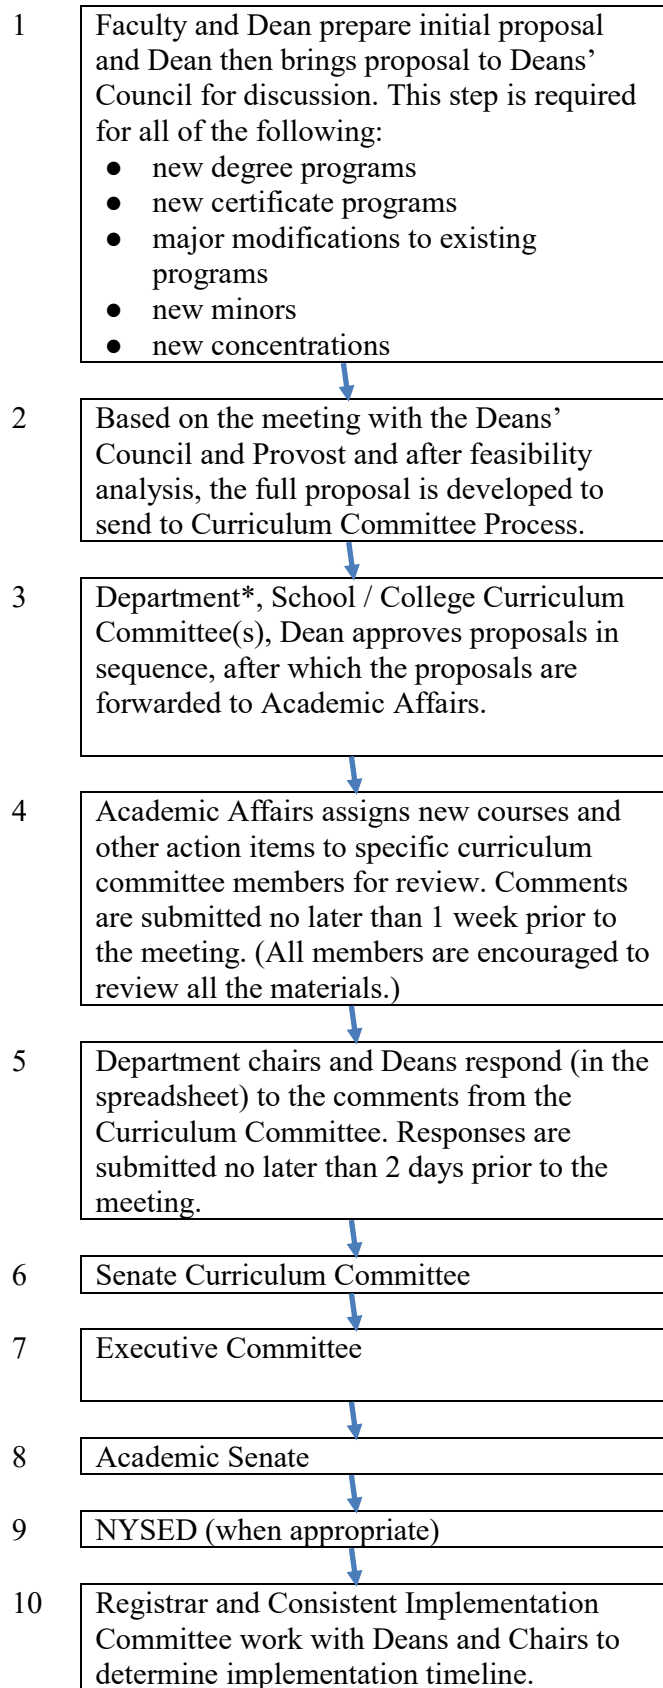 1
Faculty and Dean prepare initial proposal
and Dean then brings proposal to Deans’
Council for discussion. This step is required
for all of the following:
● new degree programs
● new certificate programs
● major modifications to existing
programs
● new minors
● new concentrations
2
Based on the meeting with the Deans’
Council and Provost and after feasibility
analysis, the full proposal is developed to
send to Curriculum Committee Process.
3
Department*, School / College Curriculum
Committee(s), Dean approves proposals in
sequence, after which the proposals are
forwarded to Academic Affairs.
4
Academic Affairs assigns new courses and
other action items to specific curriculum
committee members for review. Comments
are submitted no later than 1 week prior to
the meeting. (All members are encouraged to
review all the materials.)
5
Department chairs and Deans respond (in the
spreadsheet) to the comments from the
Curriculum Committee. Responses are
submitted no later than 2 days prior to the
meeting.
6
Senate Curriculum Committee
7
Executive Committee
8
Academic Senate
9
NYSED (when appropriate)
10
Registrar and Consistent Implementation
Committee work with Deans and Chairs to
determine implementation timeline.